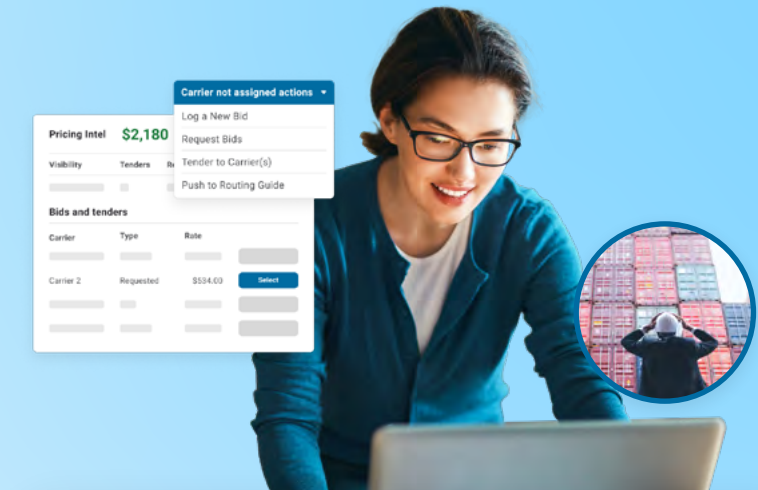 Carrier not assigned actions
Log a New Bid
Request Bids
Tender to Carrier(s)
Push to Routing Guide
Pricing Intel $2,180
Visibility Tenders
Bids and tenders
Carrier Type Rate
Carrier 2 Requested $534.00 Select